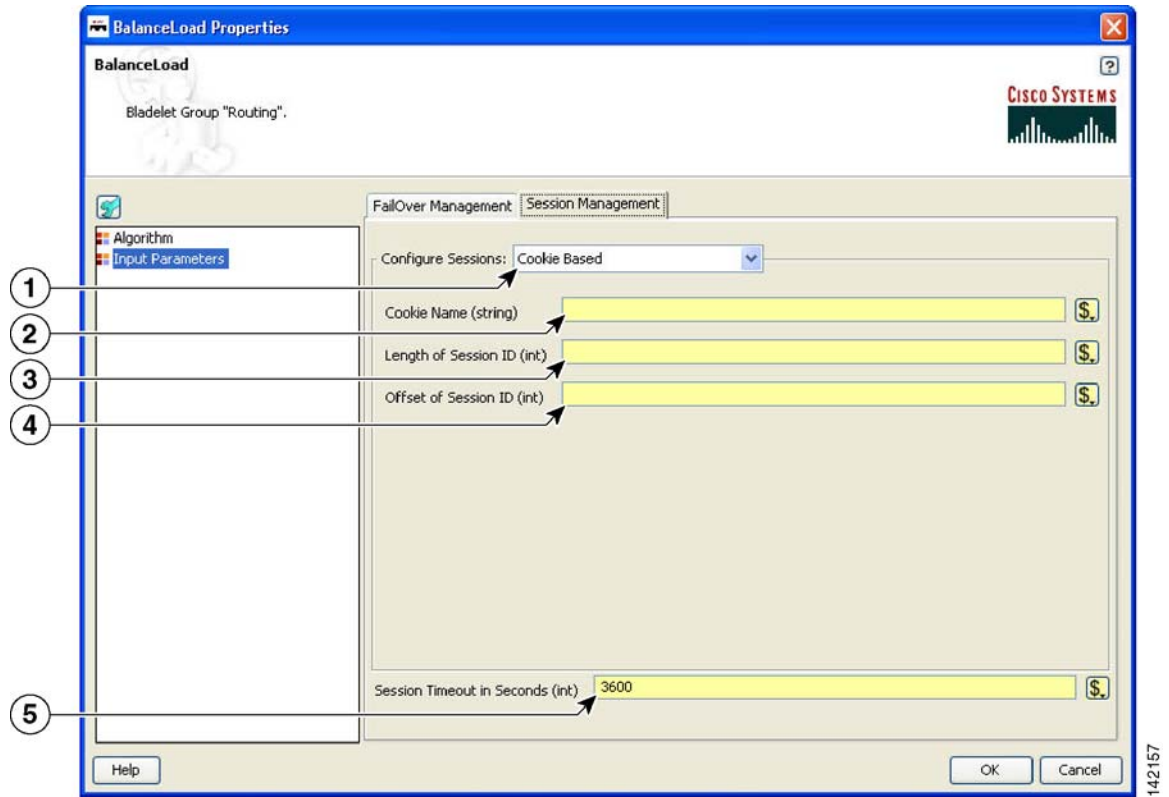 BalanceLoad Properties
BalanceLoad
?
Bladelet Group "Routing".
CISCO SYSTEMS
FailOver Management
Session Management
Algorithm
Input Parameters
Configure Sessions: Cookie Based
1
Cookie Name (string)
$
2
Length of Session ID (int)
$
3
Offset of Session ID (int)
$
4
Session Timeout in Seconds (int) 3600
$
5
Help
OK
Cancel
142157